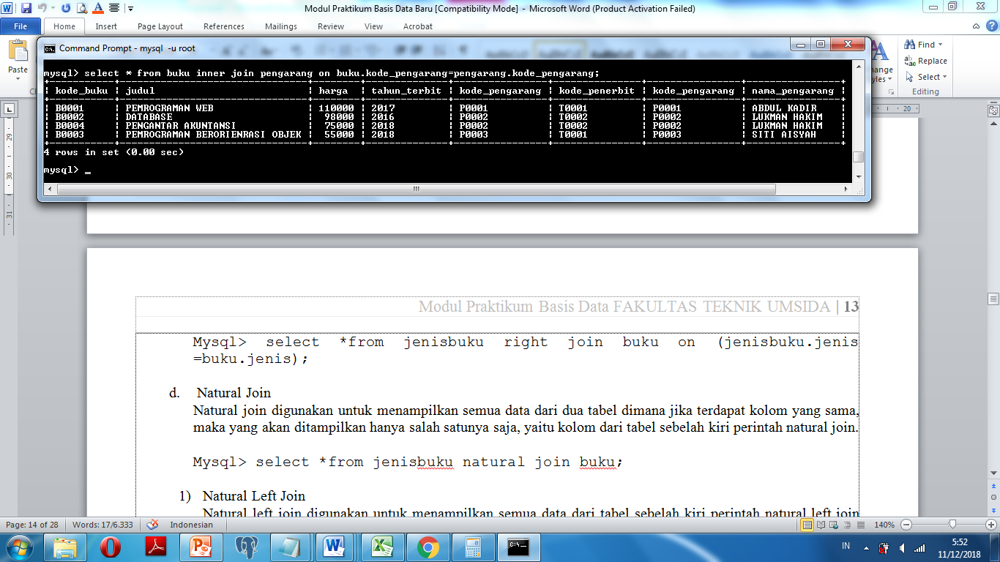 Modul Praktikum Basis Data Baru [Compatibility Mode] - Microsoft Word (Product Activation Failed)
File Home Insert Page Layout References Mailings Review View Acrobat
Paste
Find
Replace
Select
Editing
Command Prompt - mysql -u root
mysql> select * from buku inner join pengarang on buku.kode_pengarang=pengarang.kode_pengarang;
| kode_buku | judul | harga | tahun_terbit | kode_pengarang | kode_penerbit | kode_pengarang | nama_pengarang |
| B0001 | PEMROGRAMAN WEB | 110000 | 2017 | P0001 | T0001 | P0001 | ABDUL KADIR |
| B0002 | DATABASE | 98000 | 2016 | P0002 | T0002 | P0002 | LUKMAN HAKIM |
| B0004 | PENGANTAR AKUNTANSI | 75000 | 2018 | P0002 | T0002 | P0002 | LUKMAN HAKIM |
| B0003 | PEMROGRAMAN BERORIENRASI OBJEK | 55000 | 2018 | P0003 | T0001 | P0003 | SITI AISYAH |
4 rows in set (0.00 sec)
mysql> _
Modul Praktikum Basis Data FAKULTAS TEKNIK UMSIDA | 13
Mysql> select *from jenisbuku right join buku on (jenisbuku.jenis
=buku.jenis);
d. Natural Join
Natural join digunakan untuk menampilkan semua data dari dua tabel dimana jika terdapat kolom yang sama,
maka yang akan ditampilkan hanya salah satunya saja, yaitu kolom dari tabel sebelah kiri perintah natural join.
Mysql> select *from jenisbuku natural join buku;
1) Natural Left Join
Natural left join digunakan untuk menampilkan semua data dari tabel sebelah kiri perintah natural left join
Page: 14 of 28 Words: 17/6.333 Indonesian 140%
IN 5:52
11/12/2018